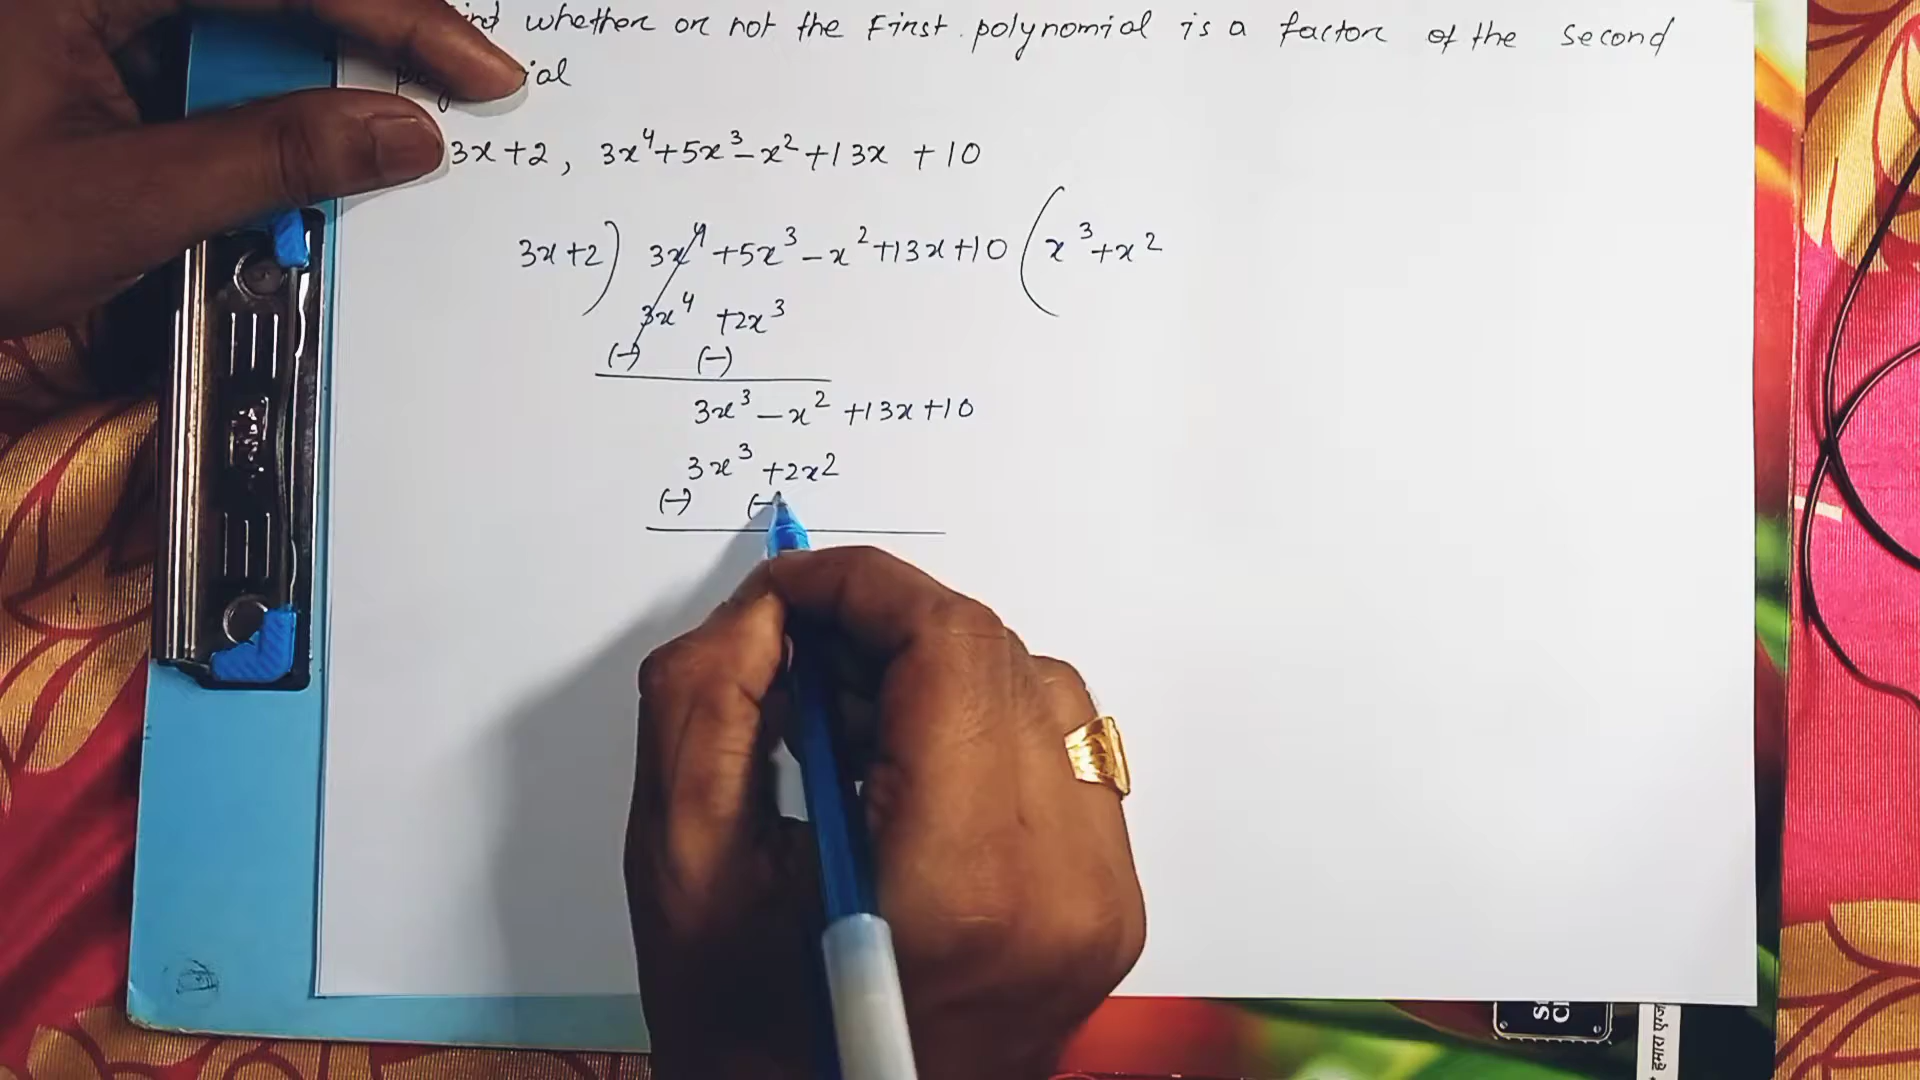 whether or not the First polynomial is a factor of the second
3x+2, 3x⁴+5x³-x²+13x+10
3x+2) 3x⁴+5x³-x²+13x+10 (x³+x²
3x⁴ +2x³
(-) (-)
3x³-x²+13x+10
3x³+2x²
(-) (-